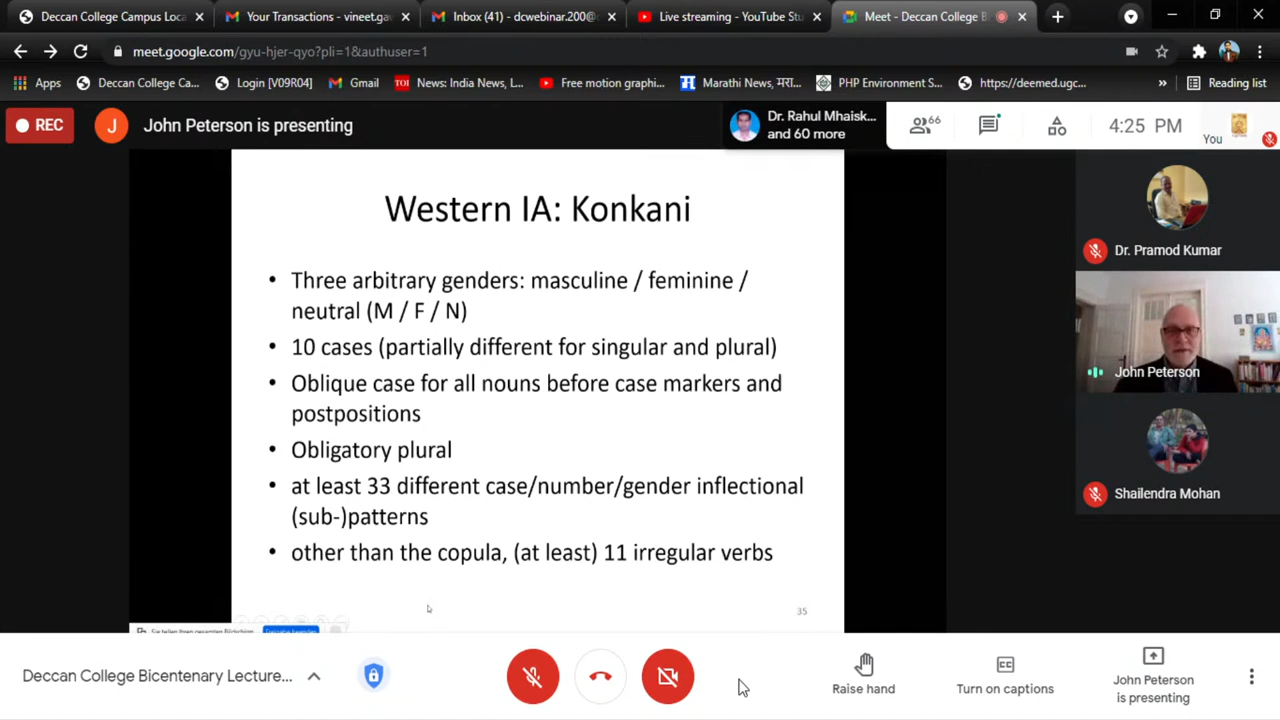 Deccan College Campus Loca
Your Transactions - vineet.ga
Inbox (41) - dcwebinar.200@
Live streaming - YouTube Stu
Meet - Deccan College B
meet.google.com/gyu-hjer-qyo?pli=1&authuser=1
Apps
Deccan College Ca...
Login [V09R04]
Gmail
TOI
News: India News, L...
Free motion graphi...
Marathi News, मरा...
PHP Environment S...
https://deemed.ugc...
»
Reading list
REC
J
John Peterson is presenting
Dr. Rahul Mhaisk...
and 60 more
66
4:25 PM
You
Western IA: Konkani
• Three arbitrary genders: masculine / feminine /
neutral (M / F / N)
• 10 cases (partially different for singular and plural)
• Oblique case for all nouns before case markers and
postpositions
• Obligatory plural
• at least 33 different case/number/gender inflectional
(sub-)patterns
• other than the copula, (at least) 11 irregular verbs
35
Dr. Pramod Kumar
John Peterson
Shailendra Mohan
Deccan College Bicentenary Lecture...
Raise hand
Turn on captions
John Peterson
is presenting